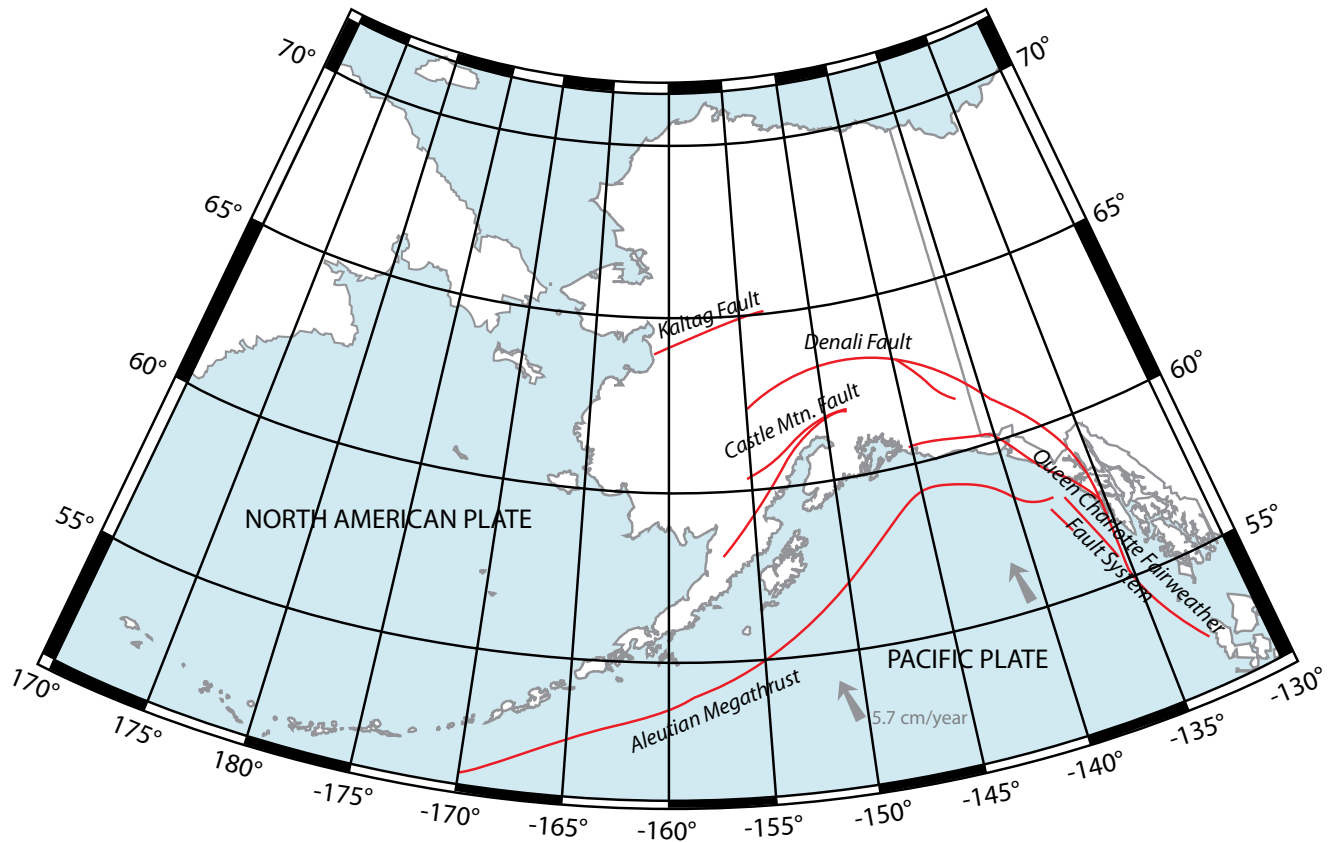 70°
70°
65°
65°
Kaltag Fault
Denali Fault
60°
60°
Castle Mtn. Fault
Queen Charlotte Fairweather
Fault System
55°
55°
NORTH AMERICAN PLATE
PACIFIC PLATE
Aleutian Megathrust
5.7 cm/year
170°
175°
180°
-175°
-170°
-165°
-160°
-155°
-150°
-145°
-140°
-135°
-130°